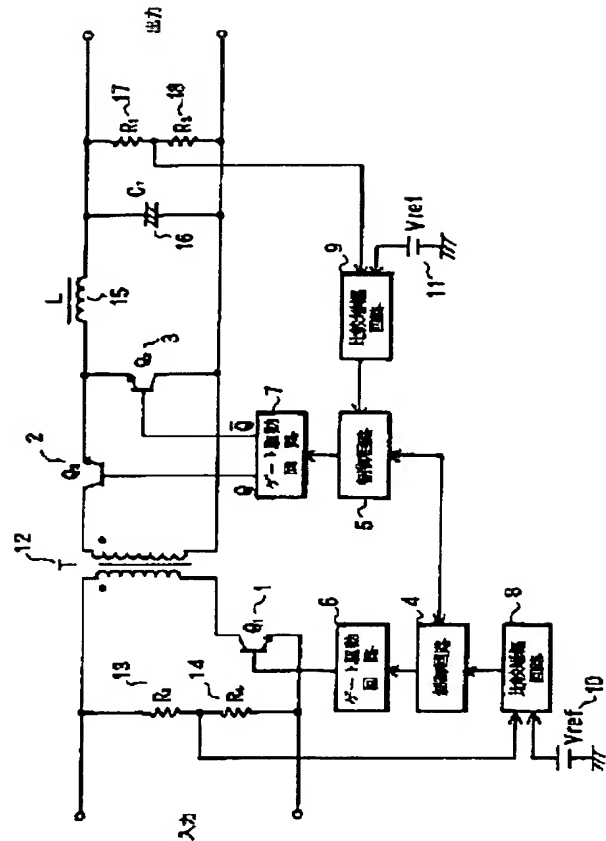 入力
出力
13
R₃
14
R₄
12
T
Q₁
1
2
Q₂
Q₃
3
L
15
C₁
16
R₁
17
R₂
18
6
ゲート駆動
回路
4
制御回路
8
比較増幅
回路
Vref
10
Q
Q̅
7
ゲート駆動
回路
5
制御回路
9
比較増幅
回路
Vref
11